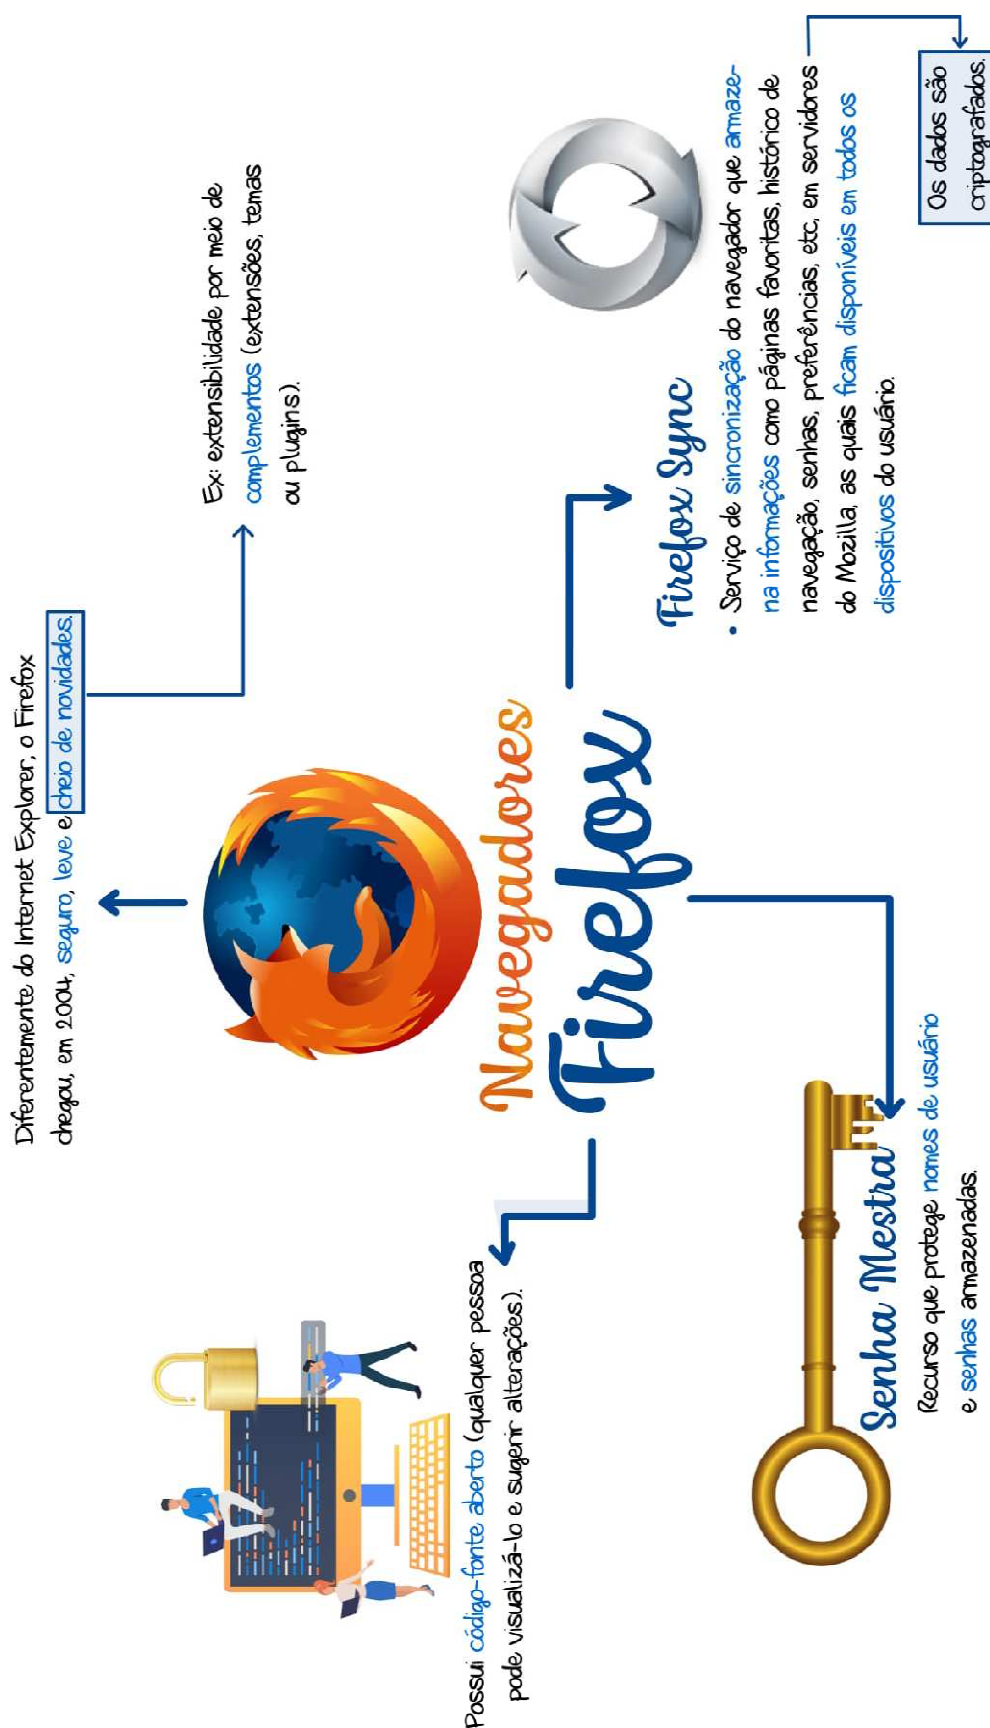 Diferentemente do Internet Explorer, o Firefox
chegou, em 2004, seguro, leve e cheio de novidades.
Ex: extensibilidade por meio de
complementos (extensões, temas
ou plugins).
Navegadores
Firefox
Possui código-fonte aberto (qualquer pessoa
pode visualizá-lo e sugerir alterações).
Firefox Sync
• Serviço de sincronização do navegador que armaze-
na informações como páginas favoritas, histórico de
navegação, senhas, preferências, etc, em servidores
do Mozilla, as quais ficam disponíveis em todos os
dispositivos do usuário.
Os dados são
criptografados.
Senha Mestra
Recurso que protege nomes de usuário
e senhas armazenadas.